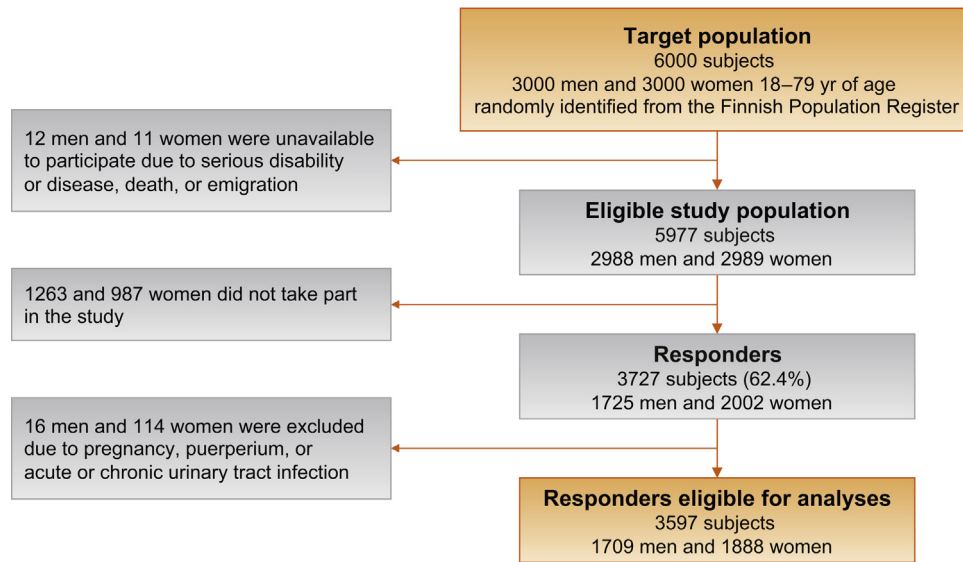 Target population
6000 subjects
3000 men and 3000 women 18–79 yr of age
randomly identified from the Finnish Population Register
12 men and 11 women were unavailable
to participate due to serious disability
or disease, death, or emigration
Eligible study population
5977 subjects
2988 men and 2989 women
1263 and 987 women did not take part
in the study
Responders
3727 subjects (62.4%)
1725 men and 2002 women
16 men and 114 women were excluded
due to pregnancy, puerperium, or
acute or chronic urinary tract infection
Responders eligible for analyses
3597 subjects
1709 men and 1888 women